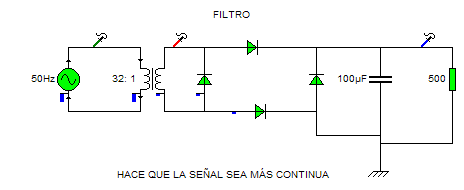 FILTRO
50Hz
32: 1
100µF
500
HACE QUE LA SEÑAL SEA MÁS CONTINUA